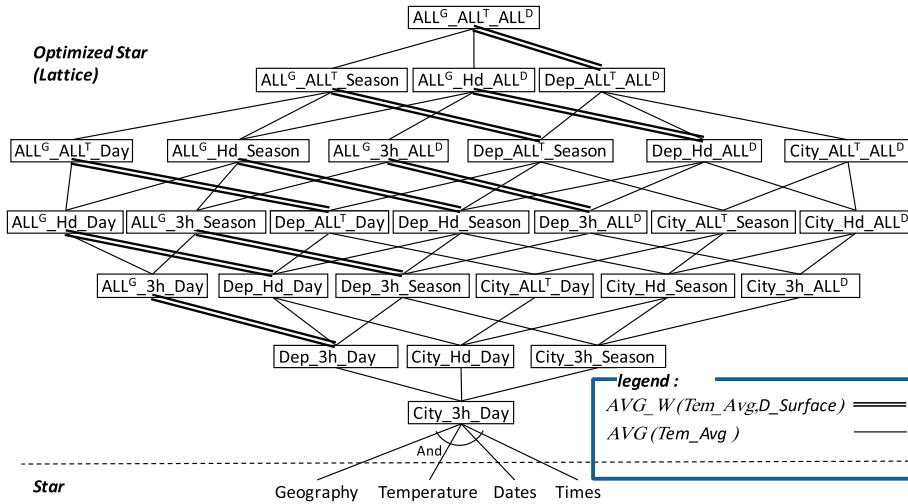 ALLᴳ_ALLᵀ_ALLᴰ
Optimized Star
(Lattice)
ALLᴳ_ALLᵀ_Season
ALLᴳ_Hd_ALLᴰ
Dep_ALLᵀ_ALLᴰ
ALLᴳ_ALLᵀ_Day
ALLᴳ_Hd_Season
ALLᴳ_3h_ALLᴰ
Dep_ALLᵀ_Season
Dep_Hd_ALLᴰ
City_ALLᵀ_ALLᴰ
ALLᴳ_Hd_Day
ALLᴳ_3h_Season
Dep_ALLᵀ_Day
Dep_Hd_Season
Dep_3h_ALLᴰ
City_ALLᵀ_Season
City_Hd_ALLᴰ
ALLᴳ_3h_Day
Dep_Hd_Day
Dep_3h_Season
City_ALLᵀ_Day
City_Hd_Season
City_3h_ALLᴰ
Dep_3h_Day
City_Hd_Day
City_3h_Season
legend :
AVG_W(Tem_Avg,D_Surface)
AVG(Tem_Avg)
City_3h_Day
And
Star
Geography
Temperature
Dates
Times